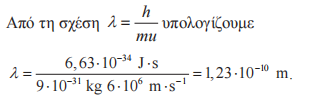 Από τη σχέση λ = h/mu υπολογίζουμε
λ = (6,63·10⁻³⁴ J·s)/(9·10⁻³¹ kg 6·10⁶ m·s⁻¹) = 1,23·10⁻¹⁰ m.